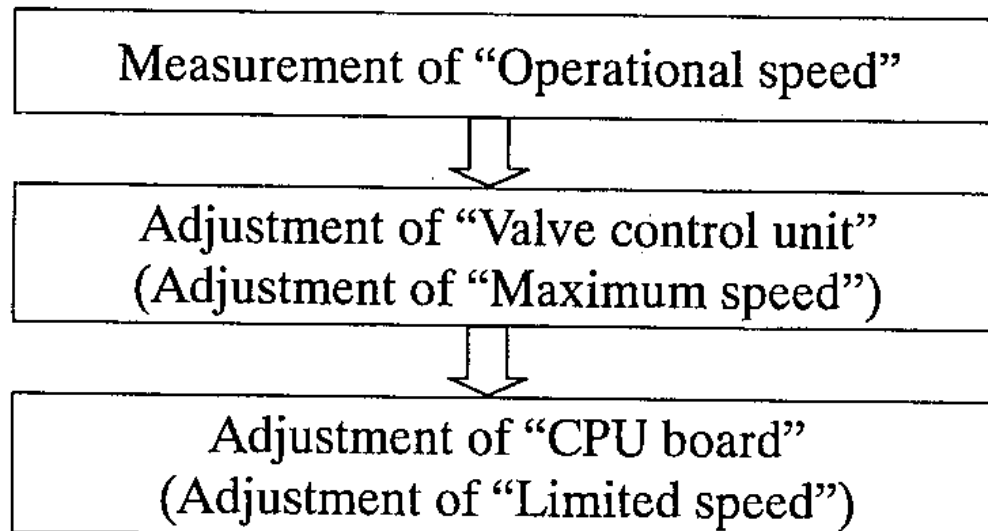 Measurement of “Operational speed”
Adjustment of “Valve control unit”
(Adjustment of “Maximum speed”)
Adjustment of “CPU board”
(Adjustment of “Limited speed”)